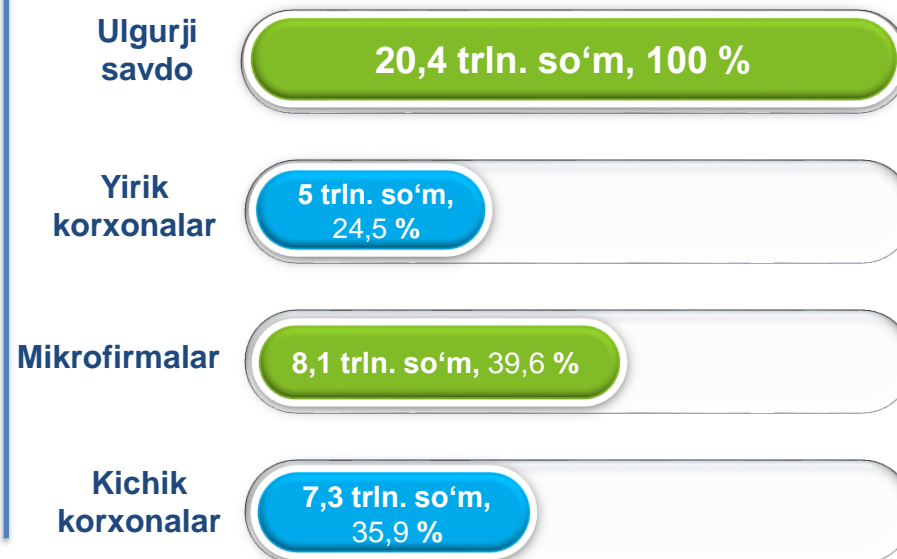 Ulgurji
savdo
20,4 trln. so‘m, 100 %
Yirik
korxonalar
5 trln. so‘m,
24,5 %
Mikrofirmalar
8,1 trln. so‘m, 39,6 %
Kichik
korxonalar
7,3 trln. so‘m,
35,9 %